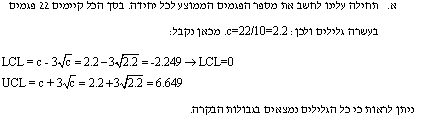 א. תחילה עלינו לחשב את מספר הפגמים הממוצע לכל יחידה. בסך הכל קיימים 22 פגמים
בעשרה גלילים ולכן: c=22/10=2.2. מכאן נקבל:
LCL = c - 3√c = 2.2 - 3√2.2 = -2.249 → LCL=0
UCL = c + 3√c = 2.2 + 3√2.2 = 6.649
ניתן לראות כי כל הגלילים נמצאים בגבולות הבקרה.